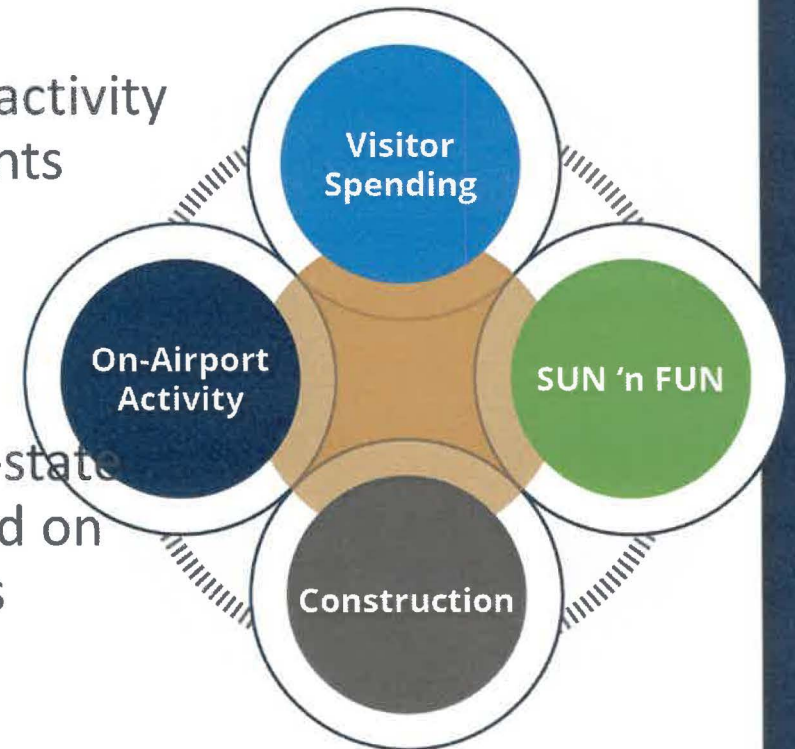 activity
nts
Visitor
Spending
On-Airport
Activity
SUN ‘n FUN
-state
d on
s
Construction